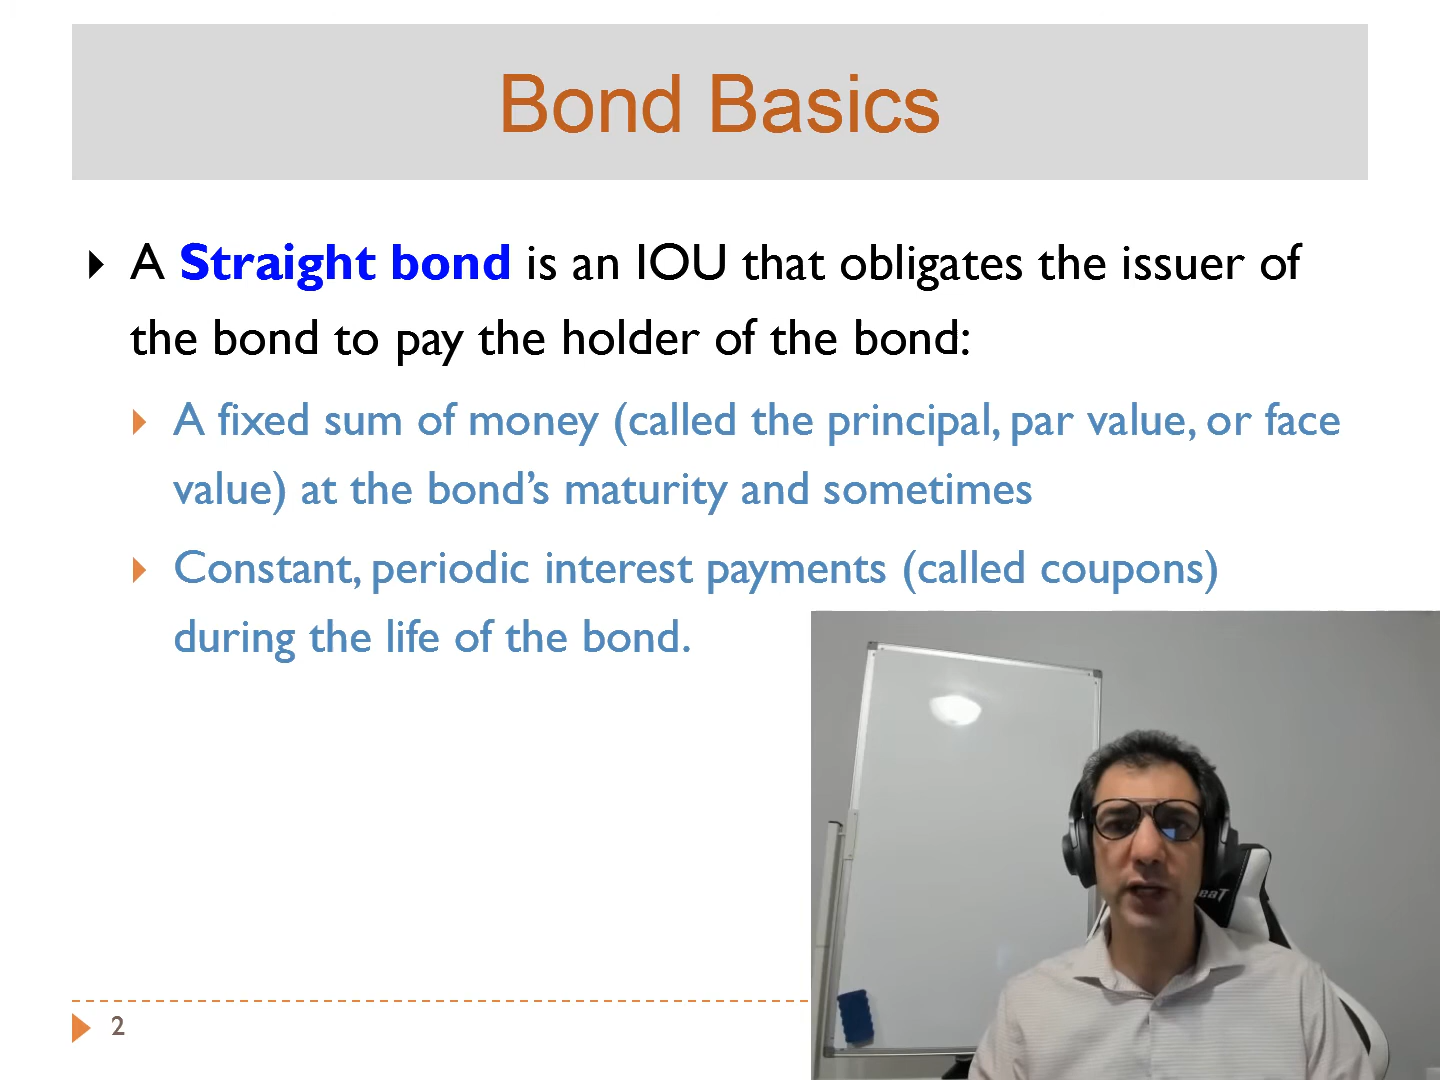 Bond Basics
A Straight bond is an IOU that obligates the issuer of
the bond to pay the holder of the bond:
A fixed sum of money (called the principal, par value, or face
value) at the bond’s maturity and sometimes
Constant, periodic interest payments (called coupons)
during the life of the bond.
2